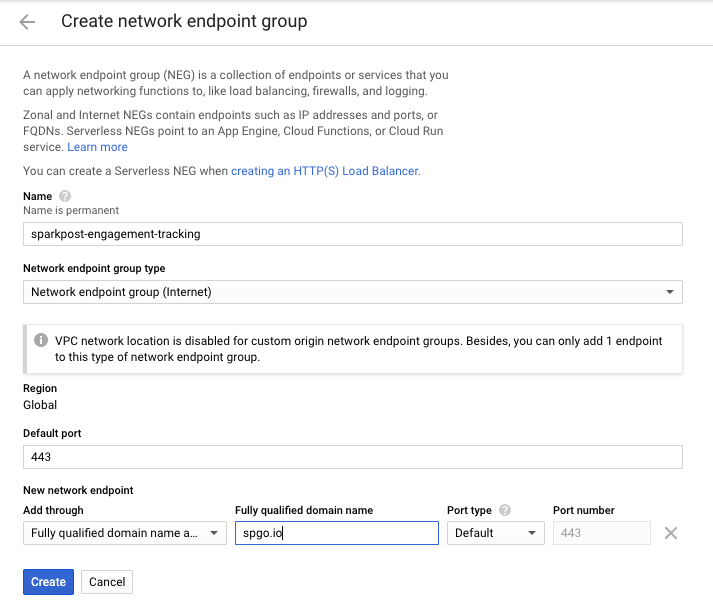 Create network endpoint group
A network endpoint group (NEG) is a collection of endpoints or services that you
can apply networking functions to, like load balancing, firewalls, and logging.
Zonal and Internet NEGs contain endpoints such as IP addresses and ports, or
FQDNs. Serverless NEGs point to an App Engine, Cloud Functions, or Cloud Run
service. Learn more
You can create a Serverless NEG when creating an HTTP(S) Load Balancer.
Name ?
Name is permanent
sparkpost-engagement-tracking
Network endpoint group type
Network endpoint group (Internet)
VPC network location is disabled for custom origin network endpoint groups. Besides, you can only add 1 endpoint
to this type of network endpoint group.
Region
Global
Default port
443
New network endpoint
Add through Fully qualified domain name Port type ? Port number
Fully qualified domain name a... spgo.io Default 443
Create Cancel